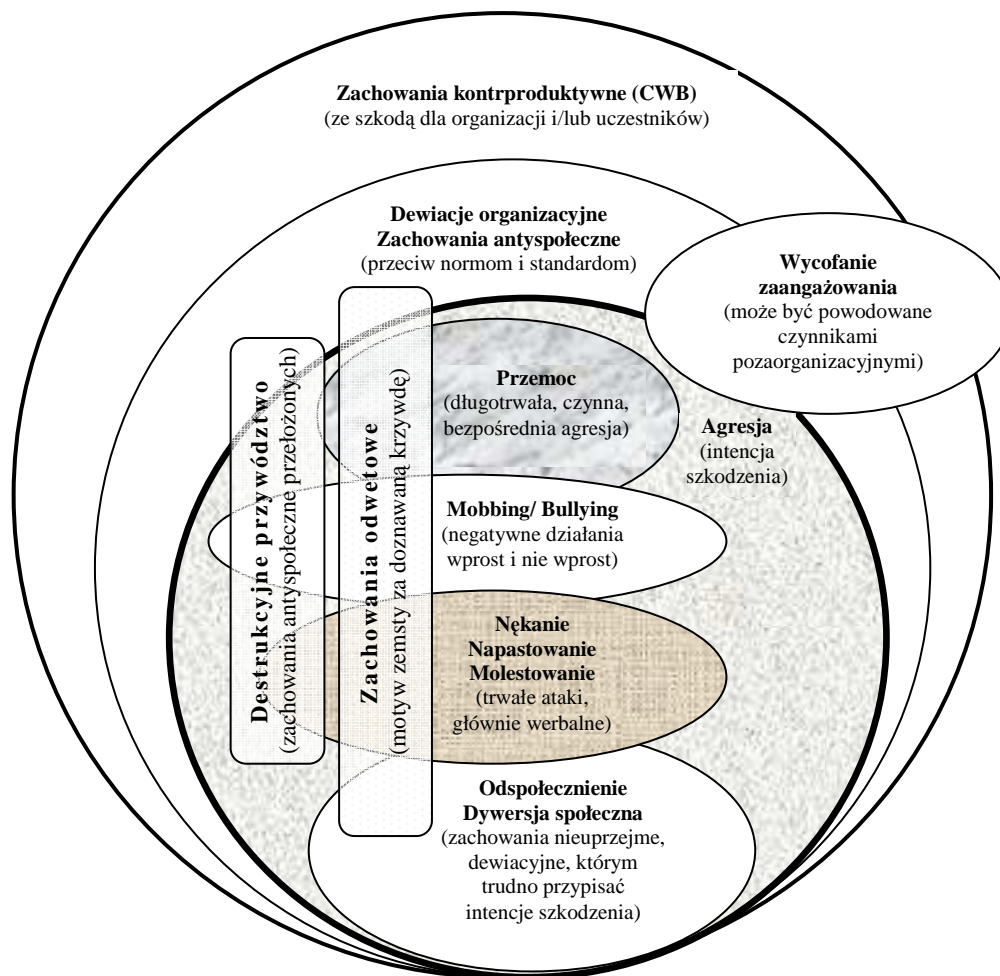 Zachowania kontrproduktywne (CWB)
(ze szkodą dla organizacji i/lub uczestników)
Dewiacje organizacyjne
Zachowania antyspołeczne
(przeciw normom i standardom)
Wycofanie
zaangażowania
(może być powodowane
czynnikami
pozaorganizacyjnymi)
Przemoc
(długotrwała, czynna,
bezpośrednia agresja)
Agresja
(intencja
szkodzenia)
Destrukcyjne przywództwo
(zachowania antyspołeczne przełożonych)
Zachowania odwetowe
(motyw zemsty za doznawaną krzywdę)
Mobbing/ Bullying
(negatywne działania
wprost i nie wprost)
Nękanie
Napastowanie
Molestowanie
(trwałe ataki,
głównie werbalne)
Odspołecznienie
Dywersja społeczna
(zachowania nieuprzejme,
dewiacyjne, którym
trudno przypisać
intencje szkodzenia)